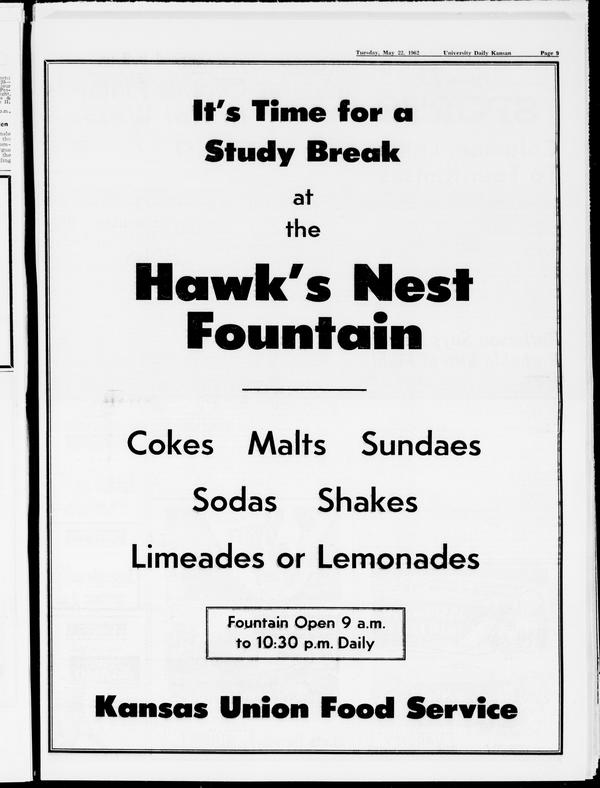 Tuesday, May 22, 1962 University Daily Kansan Page 9
It's Time for a
Study Break
at
the
Hawk's Nest
Fountain
Cokes Malts Sundaes
Sodas Shakes
Limeades or Lemonades
Fountain Open 9 a.m.
to 10:30 p.m. Daily
Kansas Union Food Service